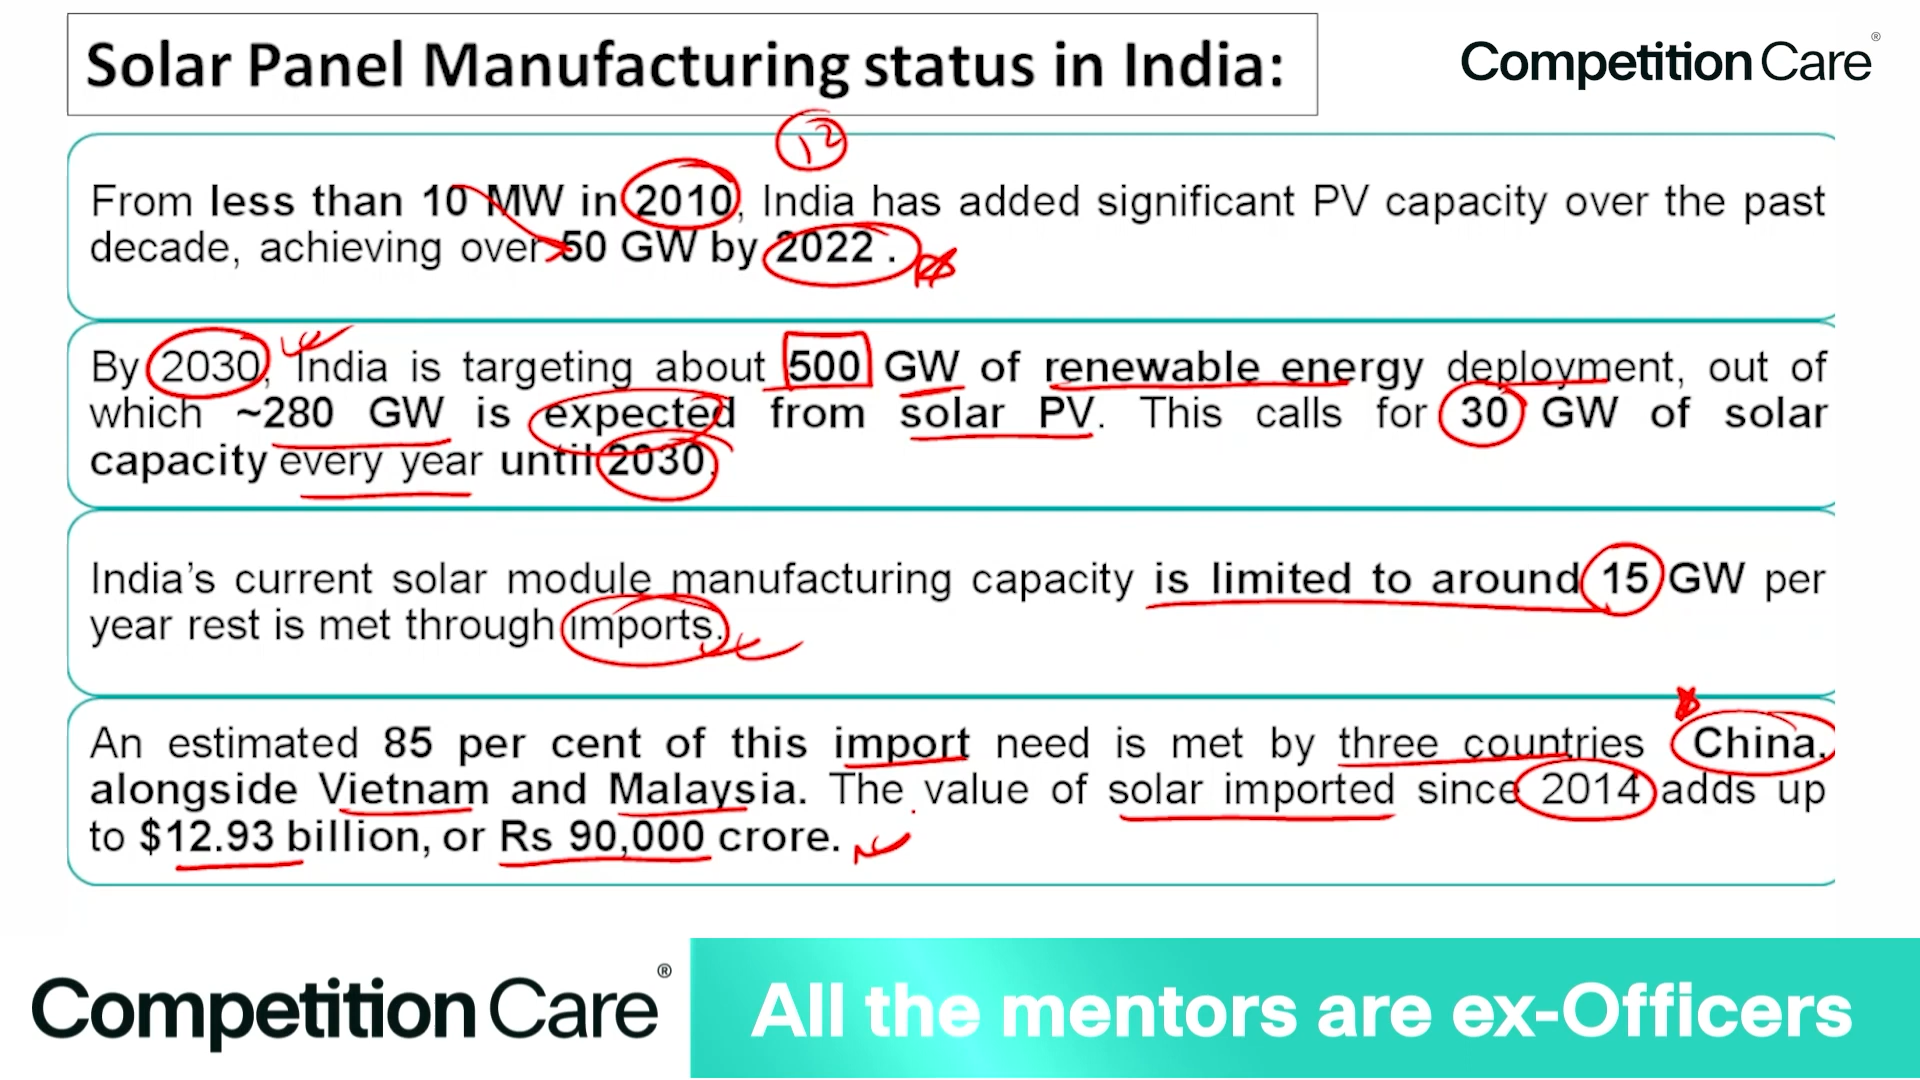 Solar Panel Manufacturing status in India:
Competition Care®
12
From less than 10 MW in 2010, India has added significant PV capacity over the past
decade, achieving over 50 GW by 2022 .
By 2030, India is targeting about 500 GW of renewable energy deployment, out of
which ~280 GW is expected from solar PV. This calls for 30 GW of solar
capacity every year until 2030.
India’s current solar module manufacturing capacity is limited to around 15 GW per
year rest is met through imports.
An estimated 85 per cent of this import need is met by three countries China,
alongside Vietnam and Malaysia. The value of solar imported since 2014 adds up
to $12.93 billion, or Rs 90,000 crore.
Competition Care®
All the mentors are ex-Officers